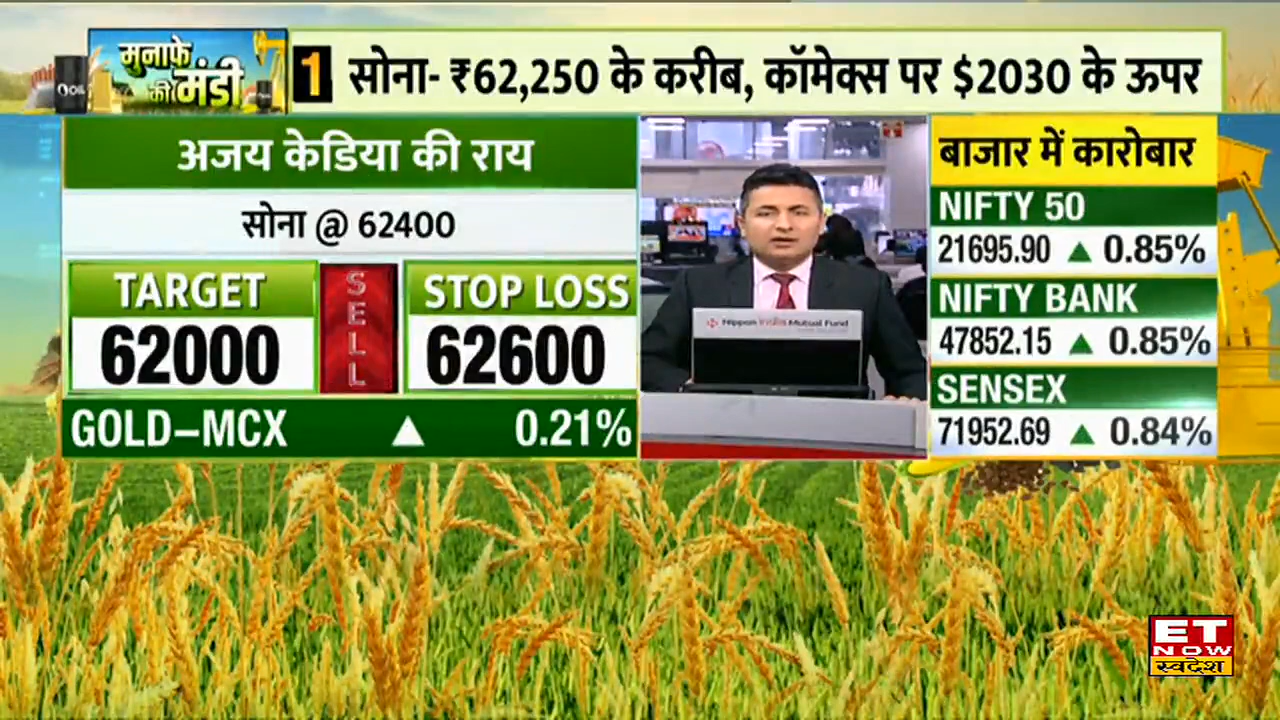 मुनाफे
की मंडी
OIL
1 सोना- ₹62,250 के करीब, कॉमेक्स पर $2030 के ऊपर
अजय केडिया की राय
सोना @ 62400
TARGET
62000
SELL
STOP LOSS
62600
GOLD–MCX ▲ 0.21%
Nippon India Mutual Fund
बाजार में कारोबार
NIFTY 50
21695.90 ▲ 0.85%
NIFTY BANK
47852.15 ▲ 0.85%
SENSEX
71952.69 ▲ 0.84%
ET
NOW
स्वदेश